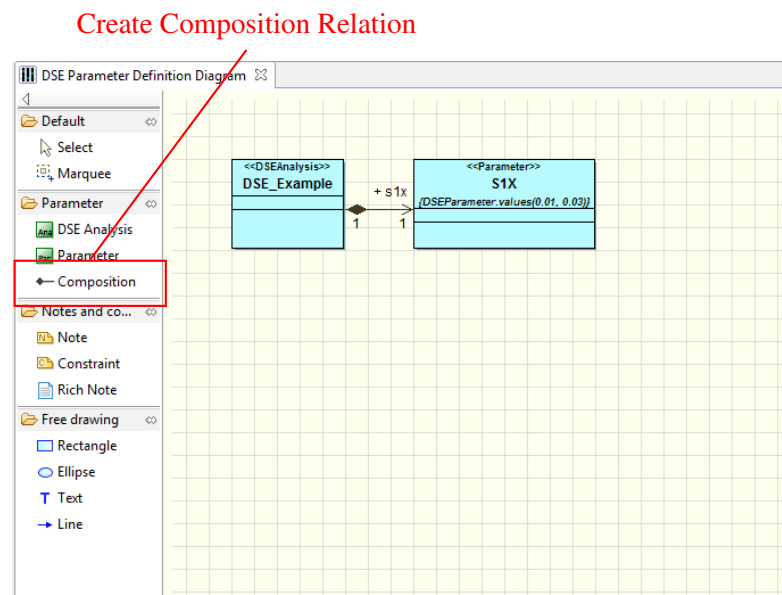 Create Composition Relation
DSE Parameter Definition Diagram
Default
Select
Marquee
Parameter
DSE Analysis
Parameter
Composition
Notes and co...
Note
Constraint
Rich Note
Free drawing
Rectangle
Ellipse
T Text
Line
<<DSEAnalysis>>
DSE_Example
+ s1x
1
1
<<Parameter>>
S1X
{DSEParameter.values(0.01, 0.03)}